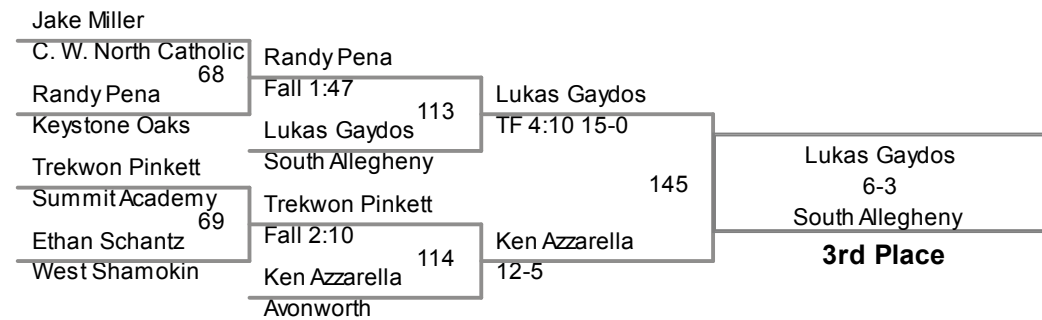 Jake Miller
C. W. North Catholic
68
Randy Pena
Keystone Oaks
Trekwon Pinkett
Summit Academy
69
Ethan Schantz
West Shamokin
Randy Pena
Fall 1:47
113
Lukas Gaydos
South Allegheny
Trekwon Pinkett
Fall 2:10
114
Ken Azzarella
Avonworth
Lukas Gaydos
TF 4:10 15-0
145
Ken Azzarella
12-5
Lukas Gaydos
6-3
South Allegheny
3rd Place